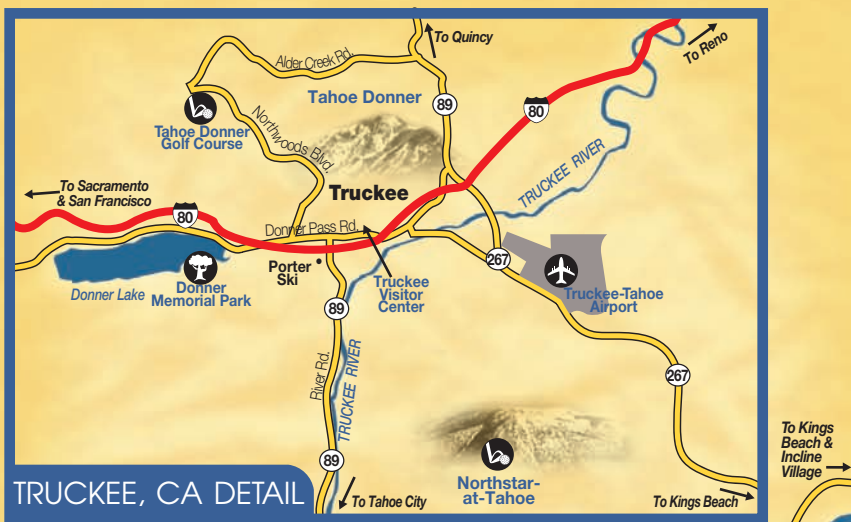 To Quincy
To Reno
Alder Creek Rd.
Tahoe Donner
89
80
Tahoe Donner
Golf Course
Northwoods Blvd.
TRUCKEE RIVER
To Sacramento
& San Francisco
Truckee
80
Donner Pass Rd.
267
Porter
Ski
Truckee
Visitor
Center
Donner Lake
Donner
Memorial Park
Truckee-Tahoe
Airport
89
River Rd.
TRUCKEE RIVER
267
To Kings
Beach &
Incline
Village
89
Northstar-
at-Tahoe
TRUCKEE, CA DETAIL
To Tahoe City
To Kings Beach